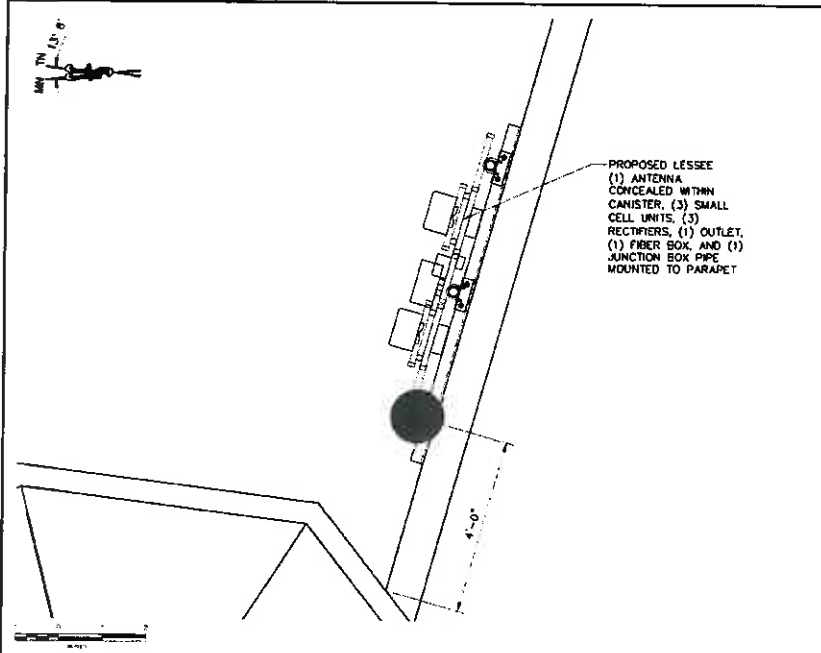 MN TN
PROPOSED LESSEE
(1) ANTENNA
CONCEALED WITHIN
CANISTER, (3) SMALL
CELL UNITS, (3)
RECTIFIERS, (1) OUTLET,
(1) FIBER BOX, AND (1)
JUNCTION BOX PIPE
MOUNTED TO PARAPET
4'-0"